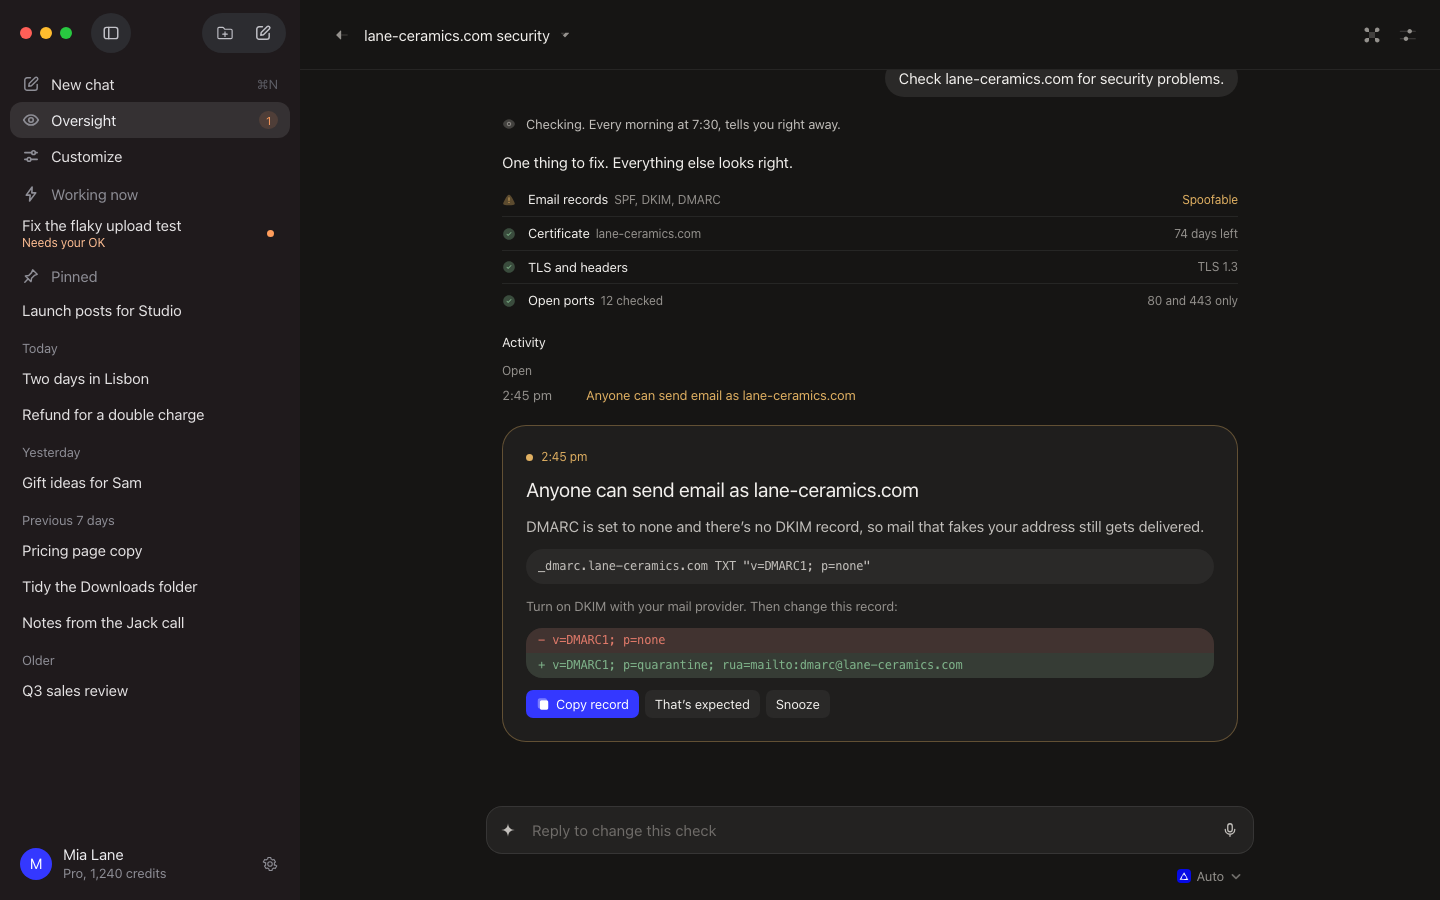 New chat ⌘N
Oversight 1
Customize
Working now
Fix the flaky upload test
Needs your OK
Pinned
Launch posts for Studio
Today
Two days in Lisbon
Refund for a double charge
Yesterday
Gift ideas for Sam
Previous 7 days
Pricing page copy
Tidy the Downloads folder
Notes from the Jack call
Older
Q3 sales review
M
Mia Lane
Pro, 1,240 credits
lane-ceramics.com security
Check lane-ceramics.com for security problems.
Checking. Every morning at 7:30, tells you right away.
One thing to fix. Everything else looks right.
Email records SPF, DKIM, DMARC Spoofable
Certificate lane-ceramics.com 74 days left
TLS and headers TLS 1.3
Open ports 12 checked 80 and 443 only
Activity
Open
2:45 pm Anyone can send email as lane-ceramics.com
2:45 pm
Anyone can send email as lane-ceramics.com
DMARC is set to none and there’s no DKIM record, so mail that fakes your address still gets delivered.
_dmarc.lane-ceramics.com TXT "v=DMARC1; p=none"
Turn on DKIM with your mail provider. Then change this record:
− v=DMARC1; p=none
+ v=DMARC1; p=quarantine; rua=mailto:dmarc@lane-ceramics.com
Copy record That’s expected Snooze
Reply to change this check
Auto